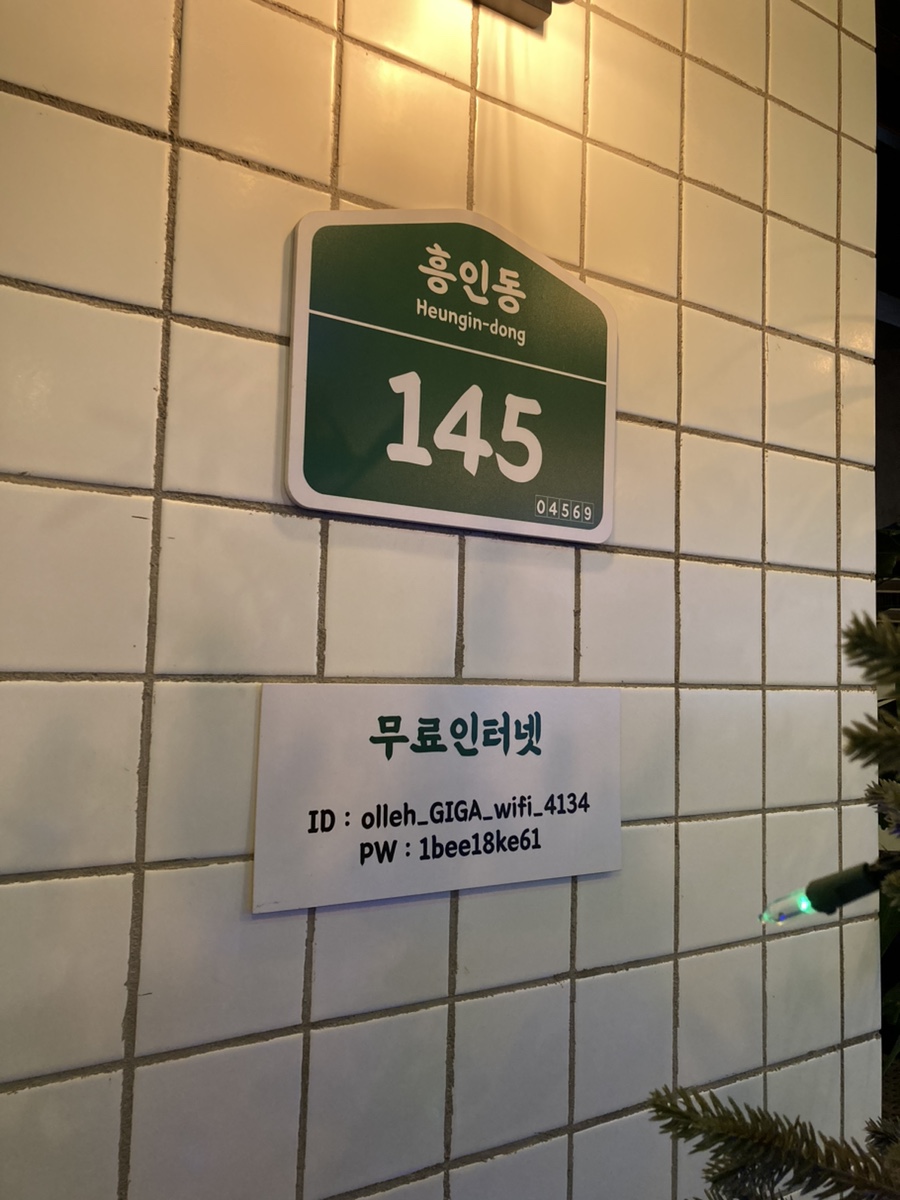 흥인동
Heungin-dong
145
04569
무료인터넷
ID : olleh_GIGA_wifi_4134
PW : 1bee18ke61